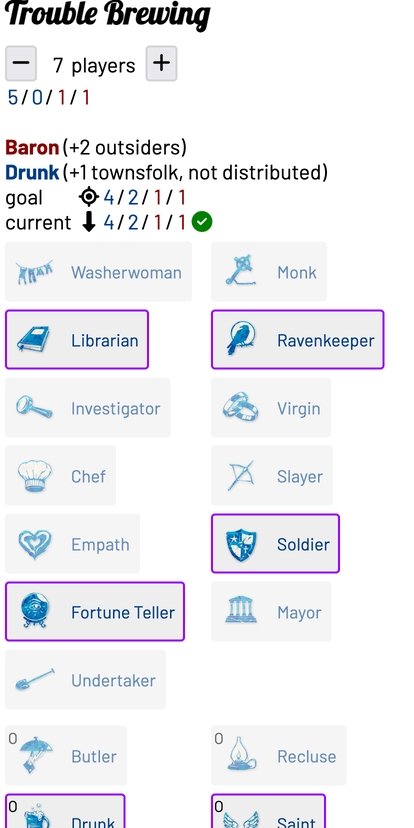 Trouble Brewing
− 7 players +
5/0/1/1
Baron (+2 outsiders)
Drunk (+1 townsfolk, not distributed)
goal 4/2/1/1
current 4/2/1/1
Washerwoman Monk
Librarian Ravenkeeper
Investigator Virgin
Chef Slayer
Empath Soldier
Fortune Teller Mayor
Undertaker
0 Butler 0 Recluse
0 Drunk 0 Saint